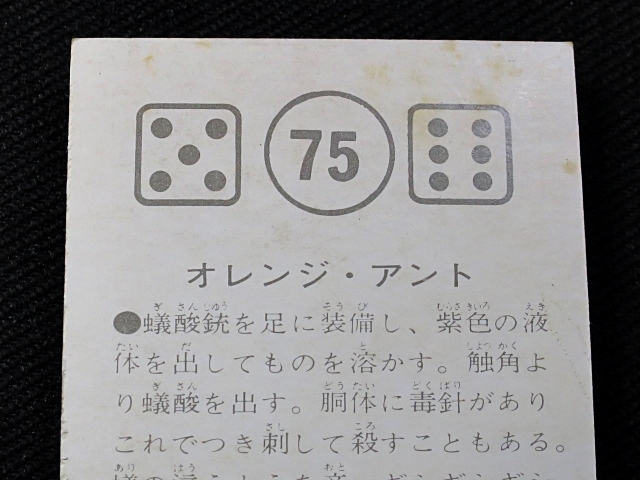 75
オレンジ・アント
●蟻酸銃を足に装備し、紫色の液
体を出してものを溶かす。触角よ
り蟻酸を出す。胴体に毒針があり
これでつき刺して殺すこともある。